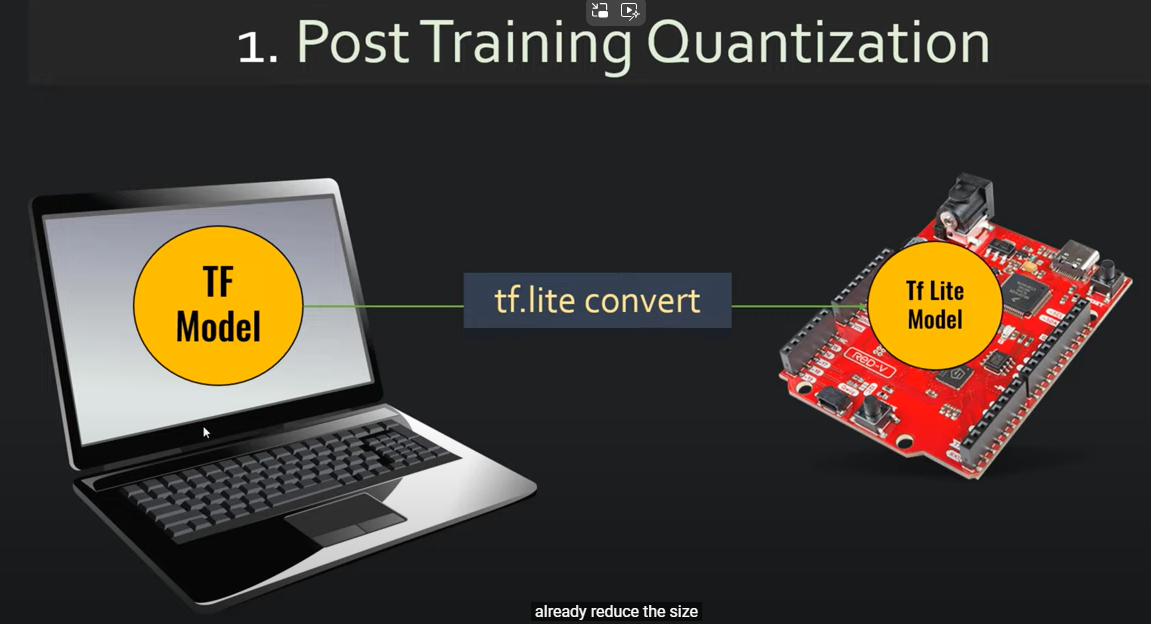 1. Post Training Quantization
TF
Model
tf.lite convert
Tf Lite
Model
RED-V
already reduce the size